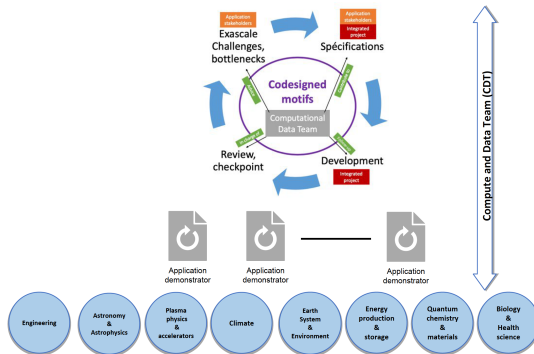 Application
stakeholders
Exascale
Challenges,
bottlenecks
Application
stakeholders
Integrated
project
Spécifications
Codesigned
motifs
Computational
Data Team
Review,
checkpoint
Development
Integrated
project
Compute and Data Team (CDT)
Application
demonstrator
Application
demonstrator
Application
demonstrator
Engineering
Astronomy
&
Astrophysics
Plasma
physics
&
accelerators
Climate
Earth
System
&
Environment
Energy
production
&
storage
Quantum
chemistry
&
materials
Biology
&
Health
science